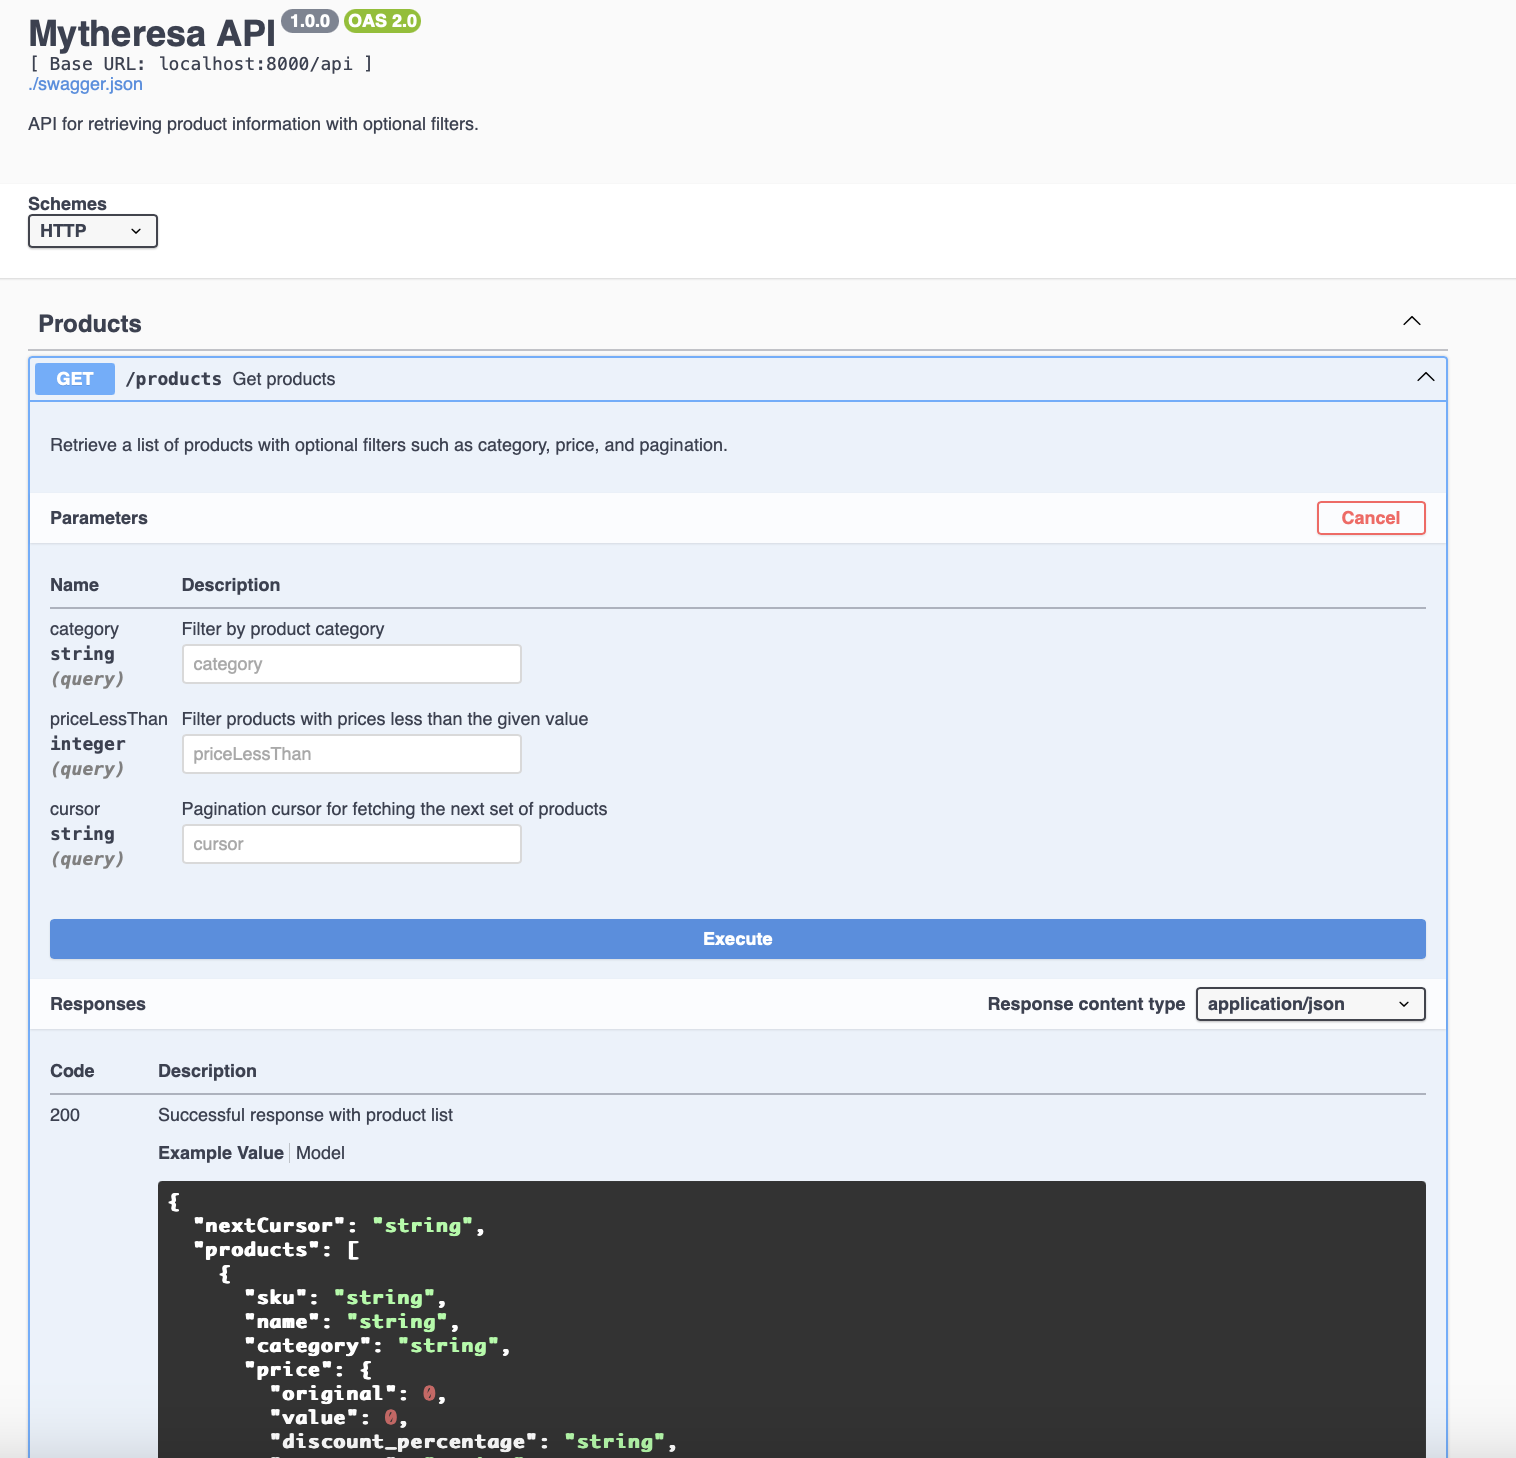 Mytheresa API 1.0.0 OAS 2.0
[ Base URL: localhost:8000/api ]
./swagger.json
API for retrieving product information with optional filters.
Schemes
HTTP
Products
GET /products Get products
Retrieve a list of products with optional filters such as category, price, and pagination.
Parameters Cancel
Name Description
category Filter by product category
string category
(query)
priceLessThan Filter products with prices less than the given value
integer priceLessThan
(query)
cursor Pagination cursor for fetching the next set of products
string cursor
(query)
Execute
Responses Response content type application/json
Code Description
200 Successful response with product list
Example Value Model
{
"nextCursor": "string",
"products": [
{
"sku": "string",
"name": "string",
"category": "string",
"price": {
"original": 0,
"value": 0,
"discount_percentage": "string",